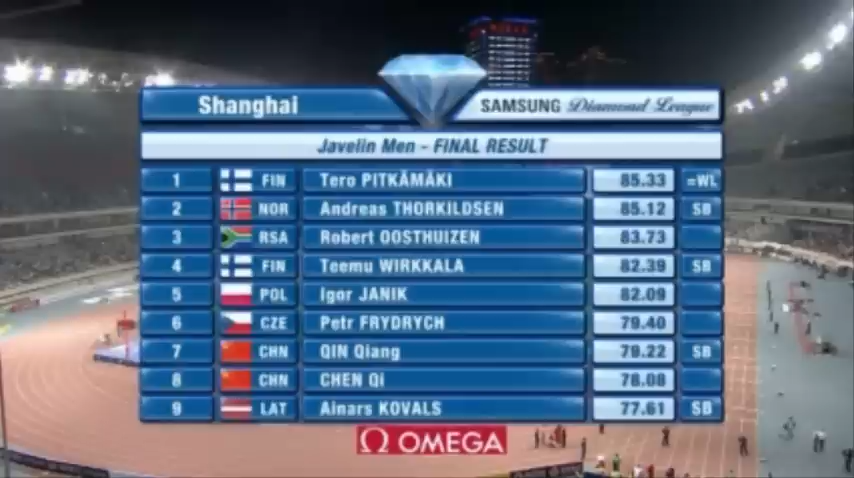 Shanghai
SAMSUNG Diamond League
Javelin Men - FINAL RESULT
1 FIN Tero PITKÄMÄKI 85.33 =WL
2 NOR Andreas THORKILDSEN 85.12 SB
3 RSA Robert OOSTHUIZEN 83.73
4 FIN Teemu WIRKKALA 82.39 SB
5 POL Igor JANIK 82.09
6 CZE Petr FRYDRYCH 79.40
7 CHN QIN Qiang 79.22 SB
8 CHN CHEN Qi 78.08
9 LAT Ainars KOVALS 77.61 SB
Ω OMEGA